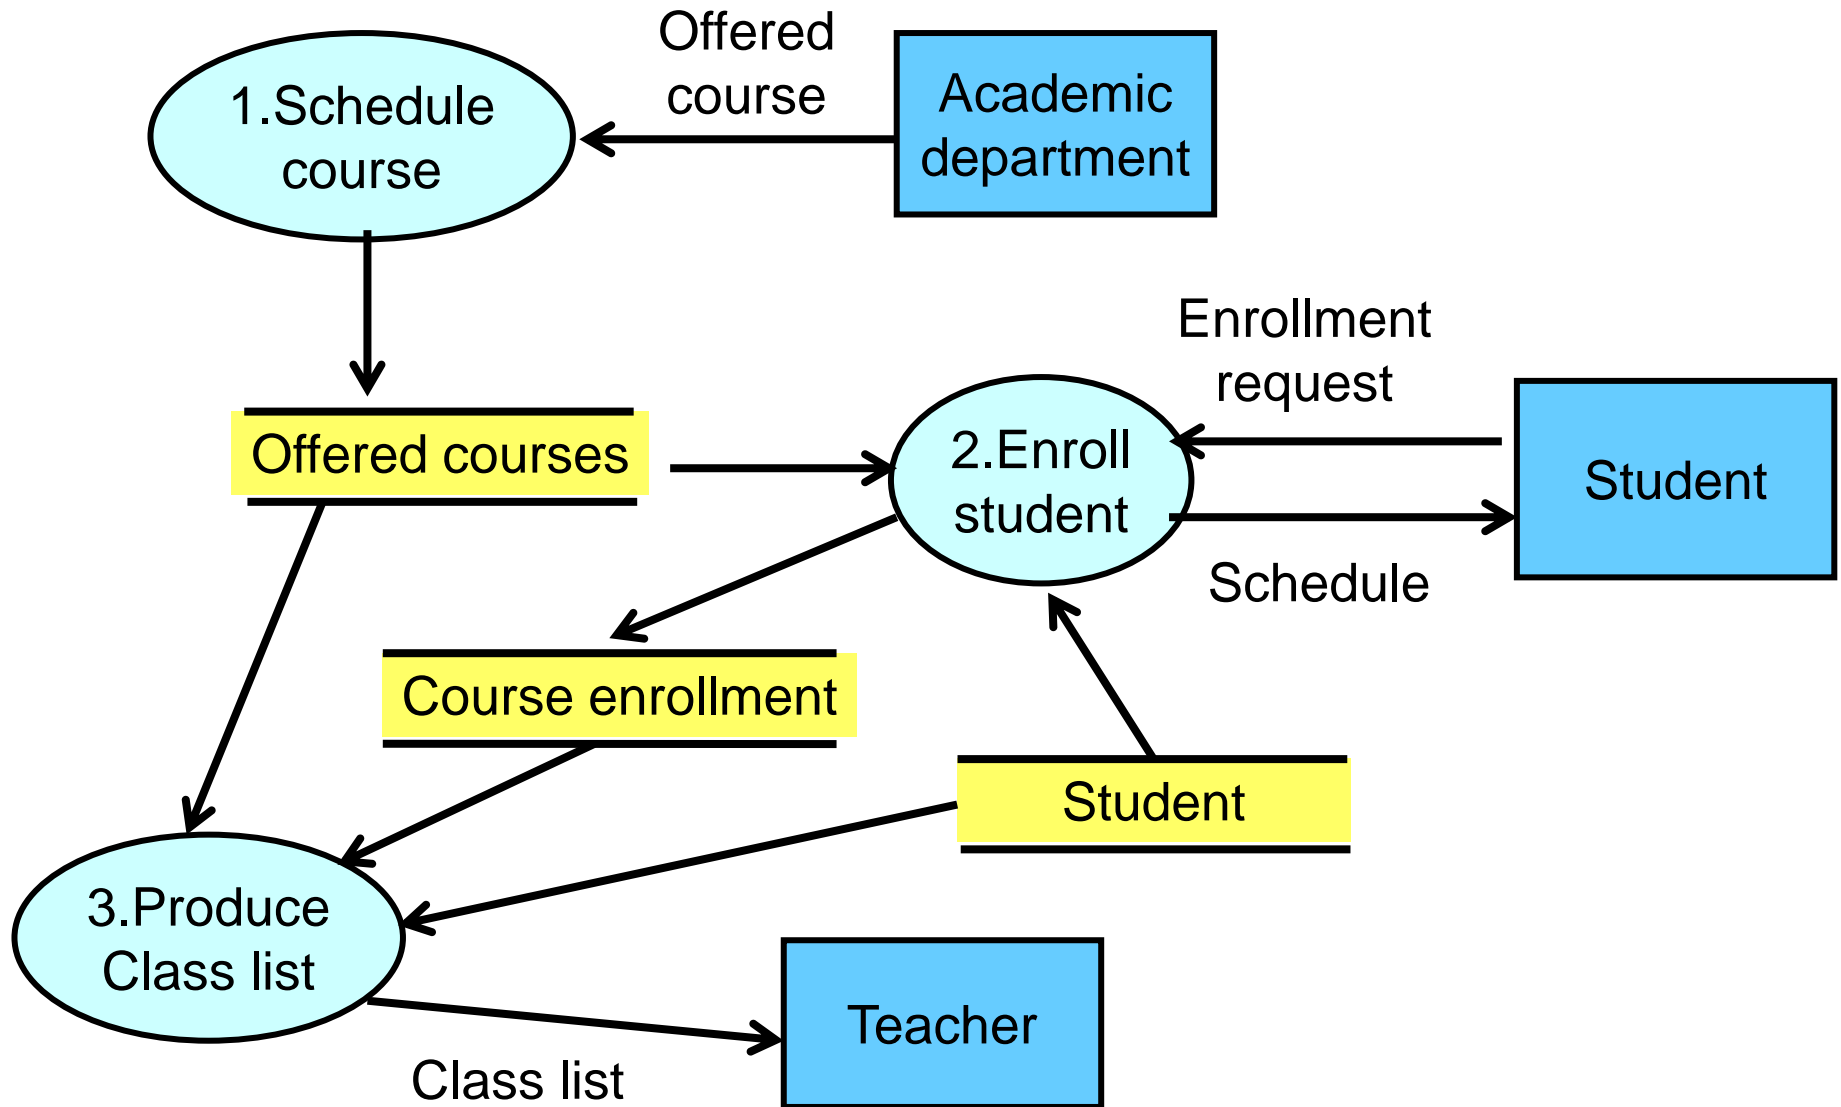 Offered
course
1.Schedule
course
Academic
department
Enrollment
request
Offered courses
2.Enroll
student
Student
Schedule
Course enrollment
Student
3.Produce
Class list
Teacher
Class list